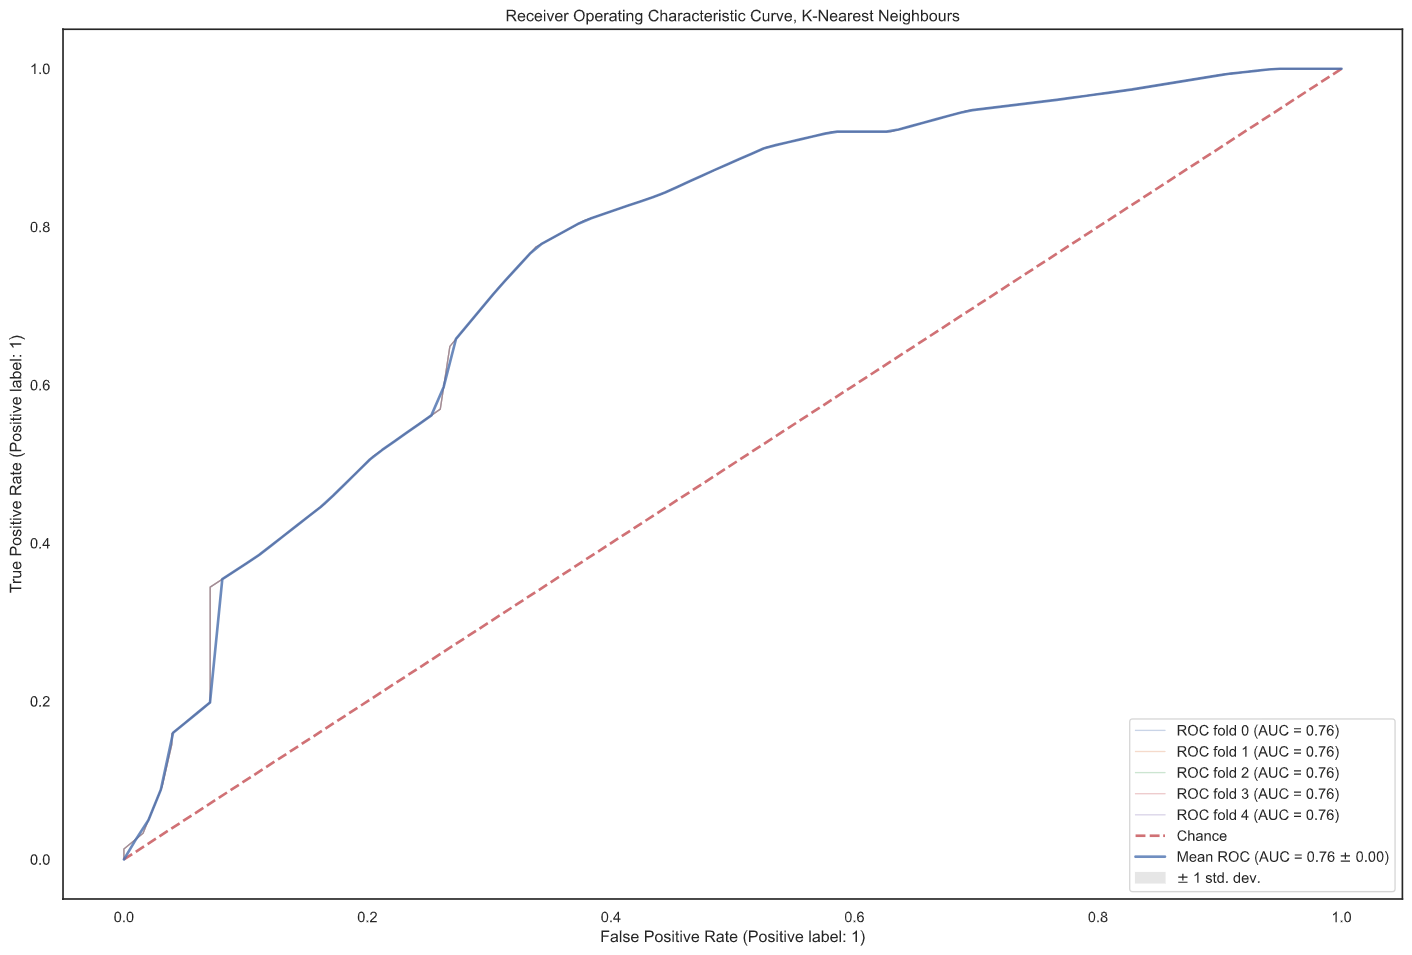 Receiver Operating Characteristic Curve, K-Nearest Neighbours
1.0
0.8
0.6
0.4
0.2
0.0
True Positive Rate (Positive label: 1)
ROC fold 0 (AUC = 0.76)
ROC fold 1 (AUC = 0.76)
ROC fold 2 (AUC = 0.76)
ROC fold 3 (AUC = 0.76)
ROC fold 4 (AUC = 0.76)
Chance
Mean ROC (AUC = 0.76 ± 0.00)
± 1 std. dev.
0.0 0.2 0.4 0.6 0.8 1.0
False Positive Rate (Positive label: 1)